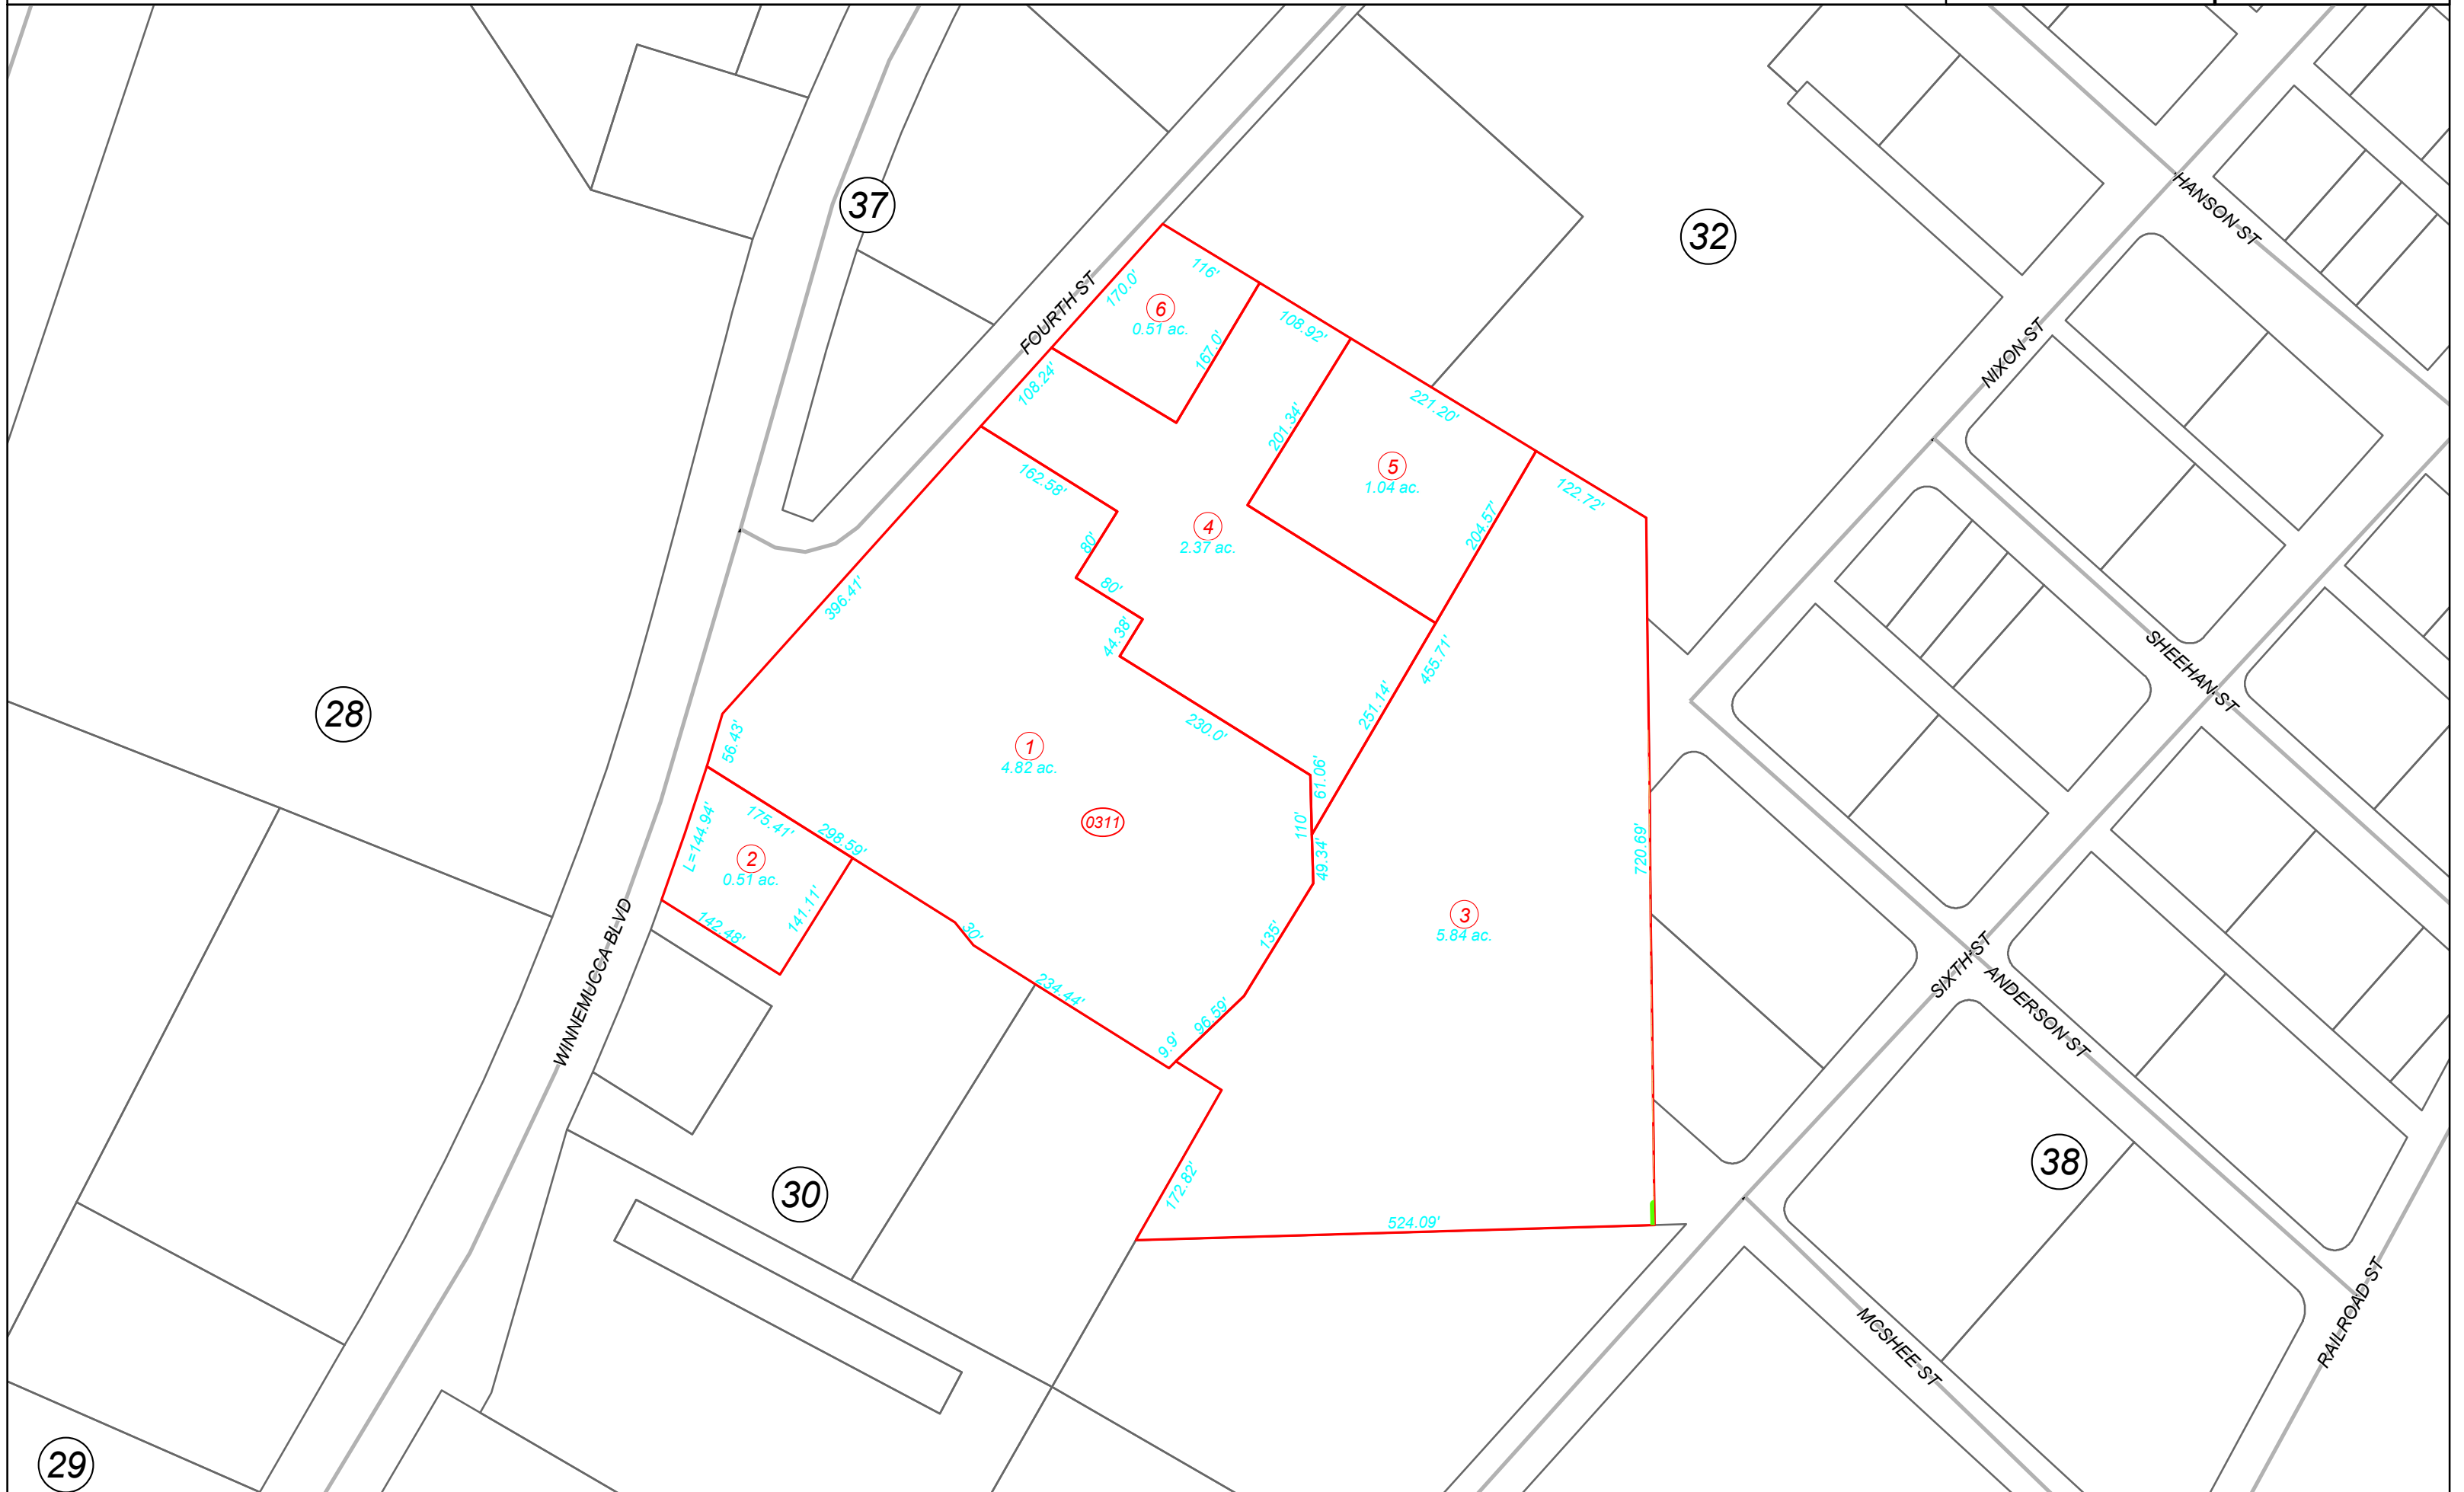 37
32
HANSON ST
FOURTH ST
116'
170.0'
6
0.51 ac.
167.0'
108.92'
NIXON ST
108.24'
221.20'
201.34'
5
1.04 ac.
162.58'
122.72'
204.57'
4
2.37 ac.
80'
80'
396.41'
44.38'
455.71'
SHEEHAN ST
251.14'
28
230.0'
56.43'
1
4.82 ac.
61.06'
0311
110'
175.41'
298.59'
L=144.94'
720.69'
2
0.51 ac.
49.34'
141.11'
142.48'
3
5.84 ac.
30'
135'
WINNEMUCCA BLVD
SIXTH ST
234.44'
96.59'
ANDERSON ST
9.9'
38
172.82'
30
524.09'
RAILROAD ST
MCSHEE ST
29